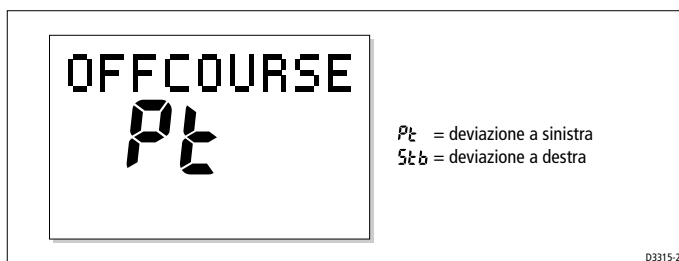 OFFCOURSE
Pt
Pt = deviazione a sinistra
Stb = deviazione a destra
D3315-2